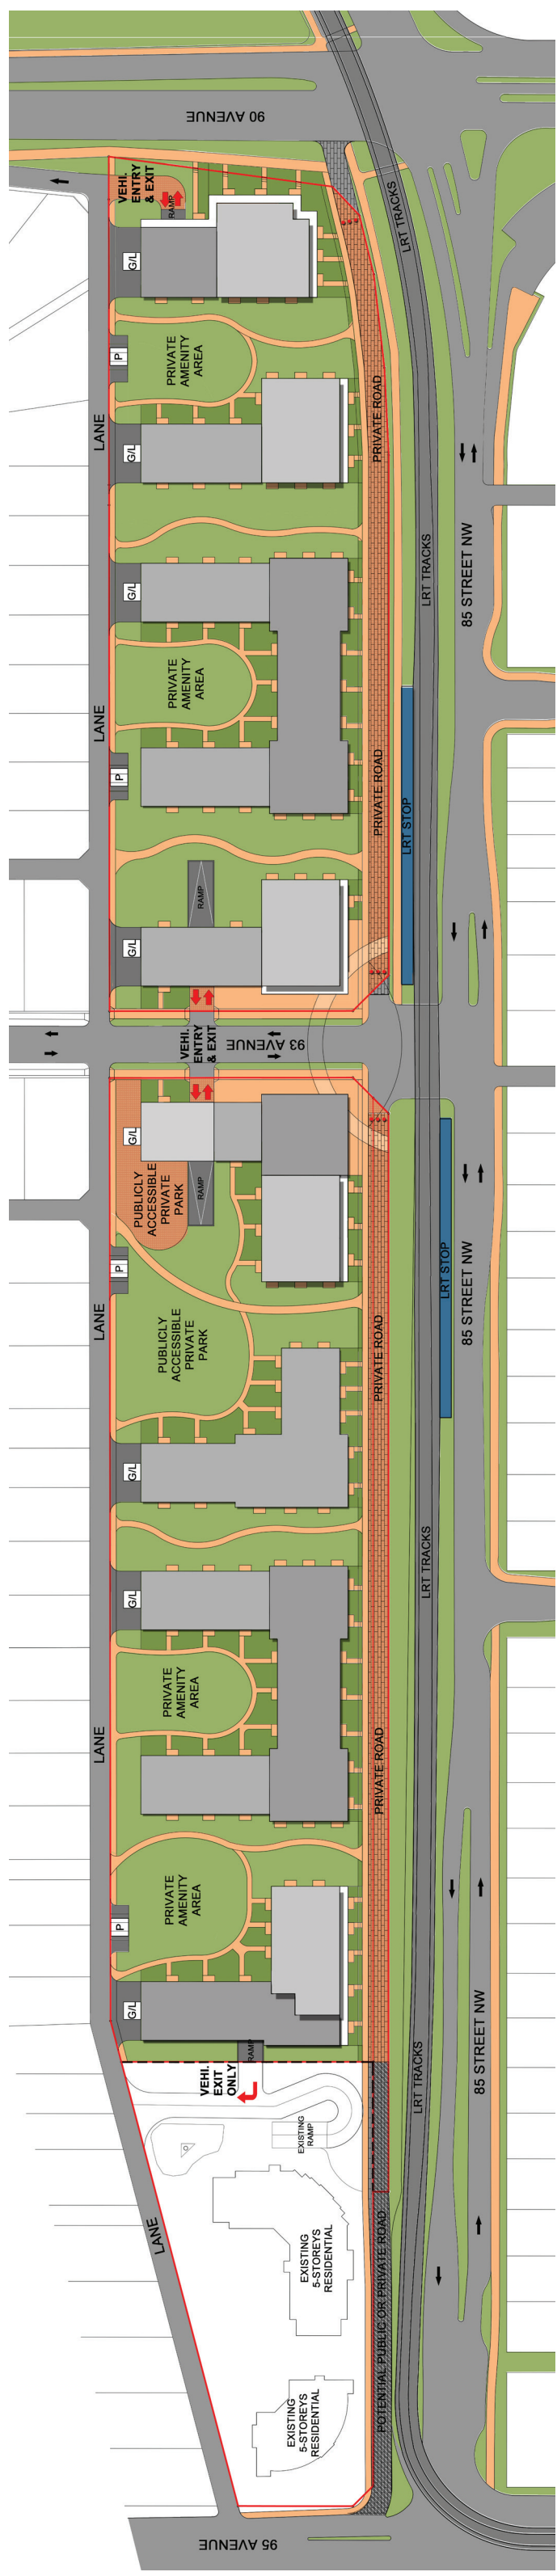 90 AVENUE
VEHI.
ENTRY
& EXIT
RAMP
LRT TRACKS
G/L
P
PRIVATE
AMENITY
AREA
LANE
G/L
PRIVATE ROAD
85 STREET NW
LRT TRACKS
G/L
PRIVATE
AMENITY
AREA
LANE
P
PRIVATE ROAD
LRT STOP
RAMP
G/L
VEHI.
ENTRY
& EXIT
93 AVENUE
G/L
PUBLICLY
ACCESSIBLE
PRIVATE
PARK
RAMP
P
LANE
PUBLICLY
ACCESSIBLE
PRIVATE
PARK
PRIVATE ROAD
LRT STOP
85 STREET NW
G/L
LRT TRACKS
G/L
PRIVATE
AMENITY
AREA
LANE
PRIVATE ROAD
PRIVATE
AMENITY
AREA
P
G/L
RAMP
VEHI.
EXIT
ONLY
LRT TRACKS
85 STREET NW
EXISTING
RAMP
LANE
EXISTING
5-STOREYS
RESIDENTIAL
POTENTIAL PUBLIC OR PRIVATE ROAD
EXISTING
5-STOREYS
RESIDENTIAL
95 AVENUE